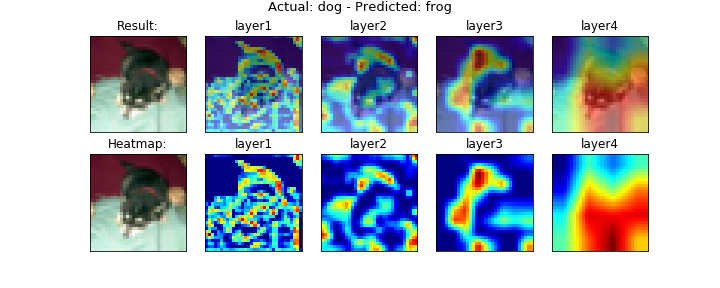 Actual: dog - Predicted: frog
Result: layer1 layer2 layer3 layer4
Heatmap: layer1 layer2 layer3 layer4